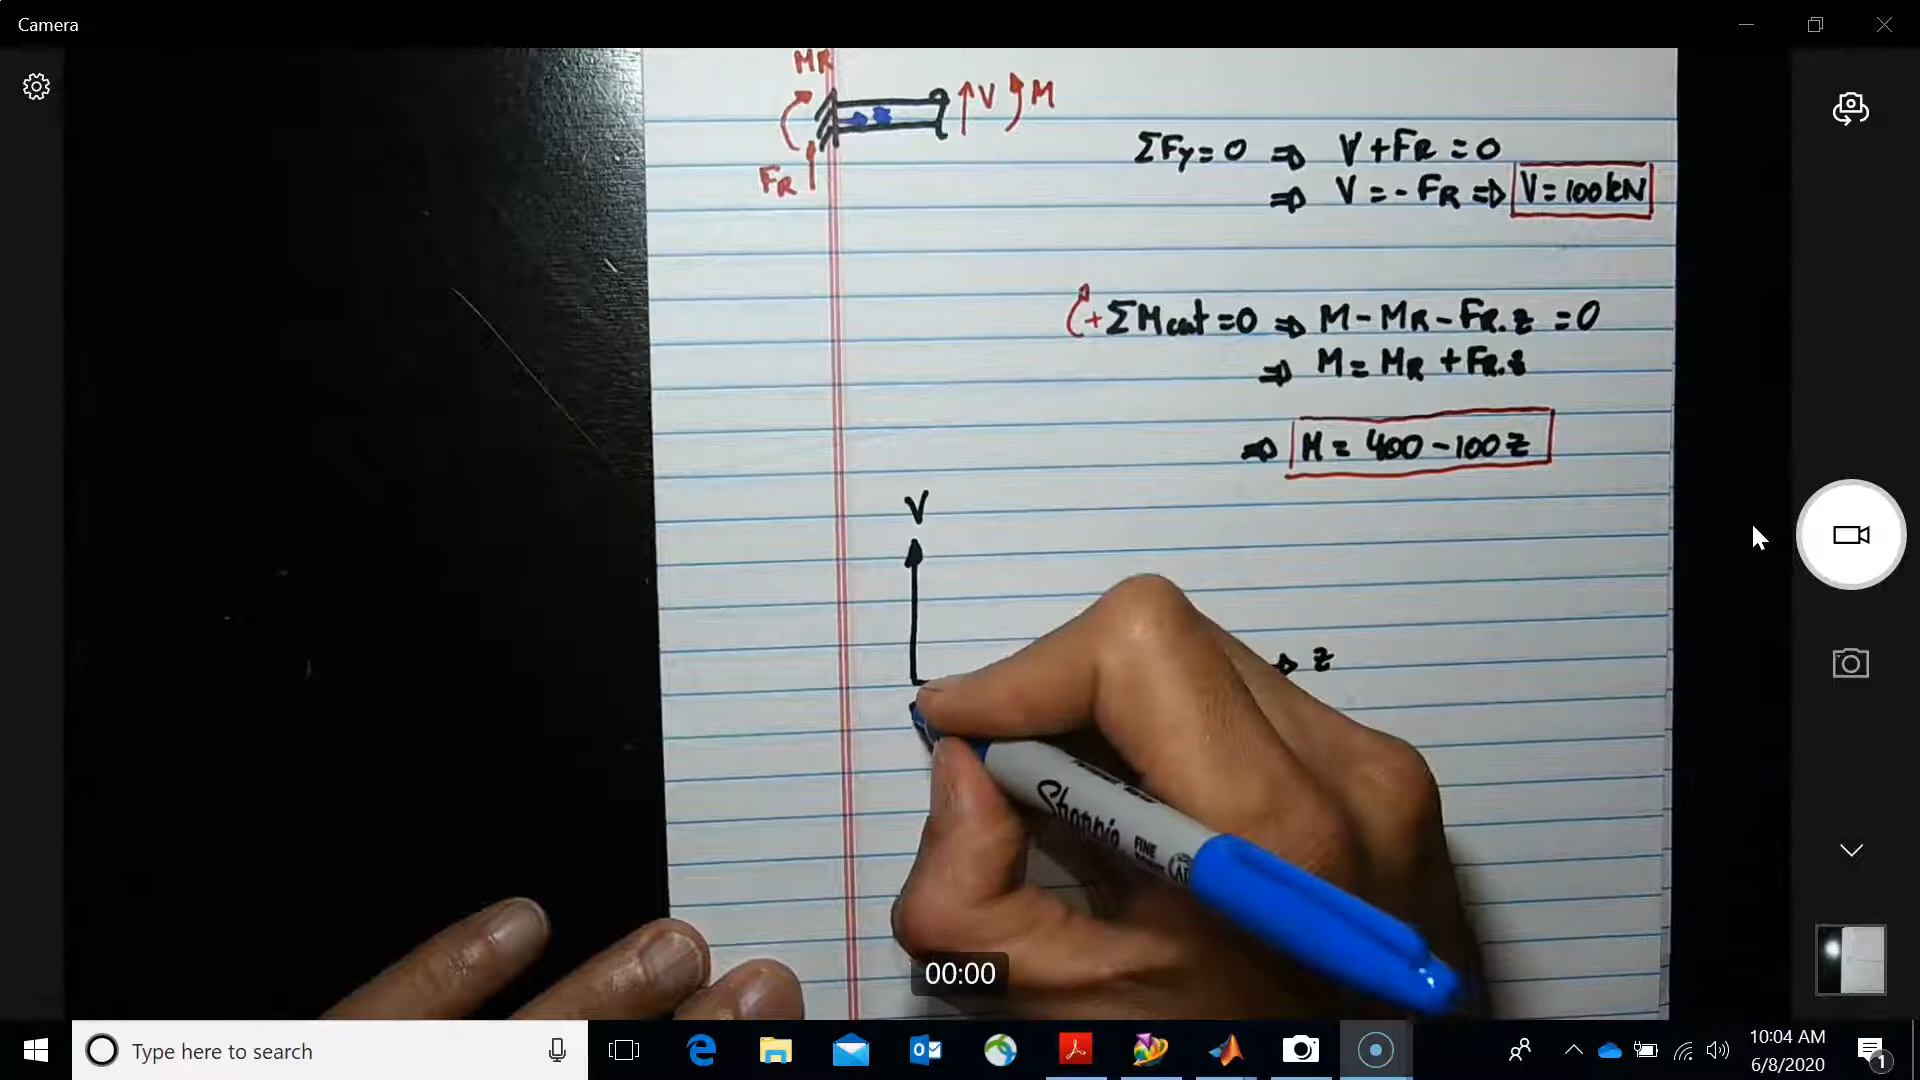 Camera
MR
V M
FR
ΣFy=0 ⇒ V+FR=0
⇒ V=-FR ⇒ V=100kN
+ ΣMcut=0 ⇒ M-MR-FR.z=0
⇒ M=MR+FR.z
⇒ M=400-100z
V
z
Sharpie
FINE
00:00
Type here to search
10:04 AM
6/8/2020
1